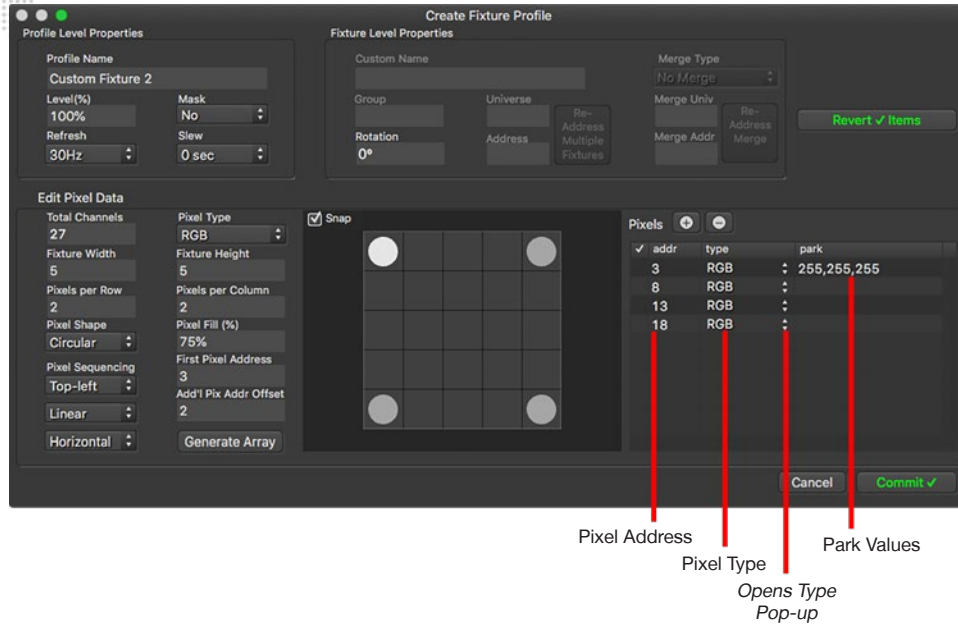 Create Fixture Profile
Profile Level Properties
Profile Name
Custom Fixture 2
Level(%)
Mask
100%
No
Refresh
Slew
30Hz
0 sec
Fixture Level Properties
Custom Name
Merge Type
No Merge
Group
Universe
Re-
Address
Multiple
Fixtures
Merge Univ
Re-
Address
Merge
Rotation
Address
Merge Addr
0°
Revert ✓ Items
Edit Pixel Data
Total Channels
Pixel Type
27
RGB
Fixture Width
Fixture Height
5
5
Pixels per Row
Pixels per Column
2
2
Pixel Shape
Pixel Fill (%)
Circular
75%
Pixel Sequencing
First Pixel Address
Top-left
3
Add'l Pix Addr Offset
Linear
2
Horizontal
Generate Array
✓ Snap
Pixels
✓ addr type park
3 RGB 255,255,255
8 RGB
13 RGB
18 RGB
Cancel
Commit ✓
Pixel Address
Pixel Type
Opens Type
Pop-up
Park Values